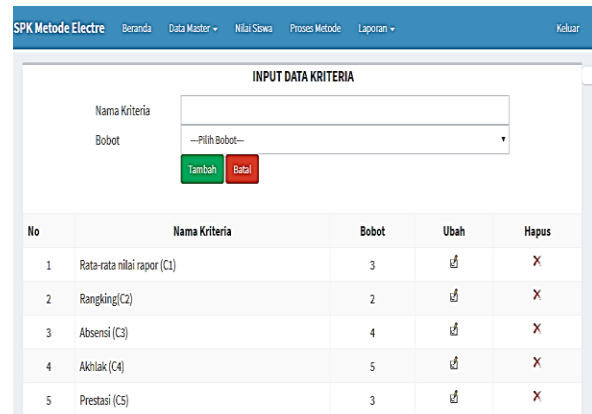 SPK Metode Electre Beranda Data Master Nilai Siswa Proses Metode Laporan Keluar
INPUT DATA KRITERIA
Nama Kriteria
Bobot ---Pilih Bobot---
Tambah Batal
No Nama Kriteria Bobot Ubah Hapus
1 Rata-rata nilai rapor (C1) 3
2 Rangking(C2) 2
3 Absensi (C3) 4
4 Akhlak (C4) 5
5 Prestasi (C5) 3